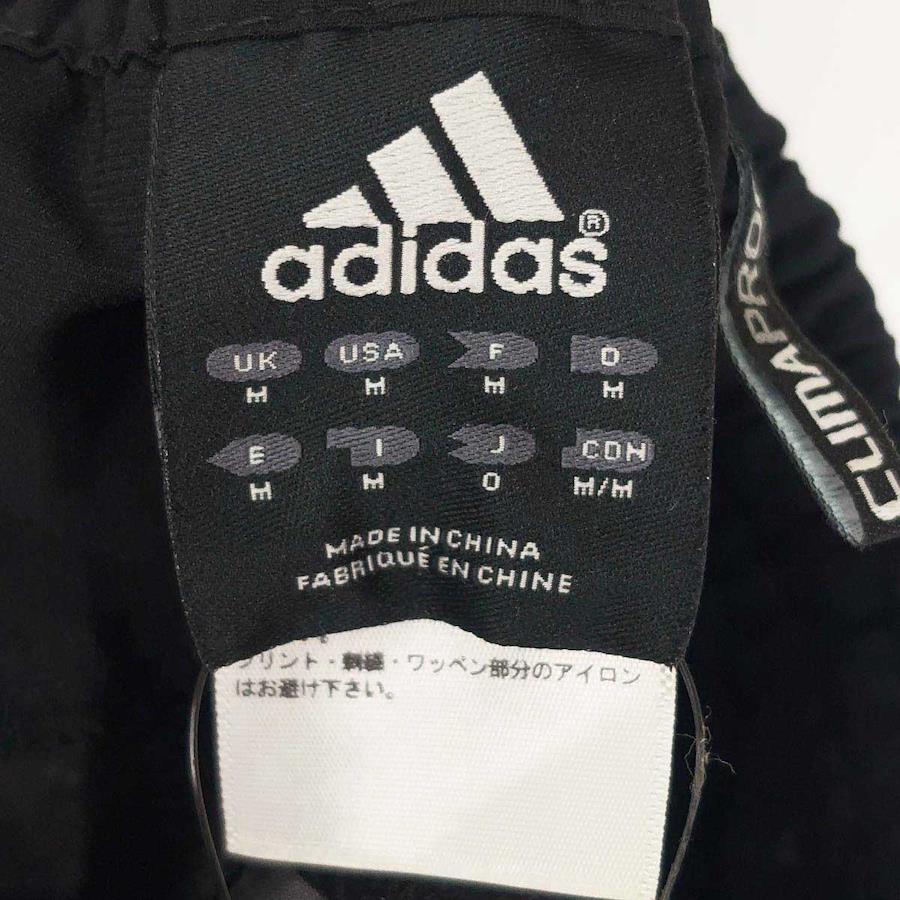 adidas®
UK USA F D
M M M M
E I J CDN
M M O M/M
MADE IN CHINA
FABRIQUÉ EN CHINE
プリント・刺繍・ワッペン部分のアイロン
はお避け下さい。
CLIMAPROO